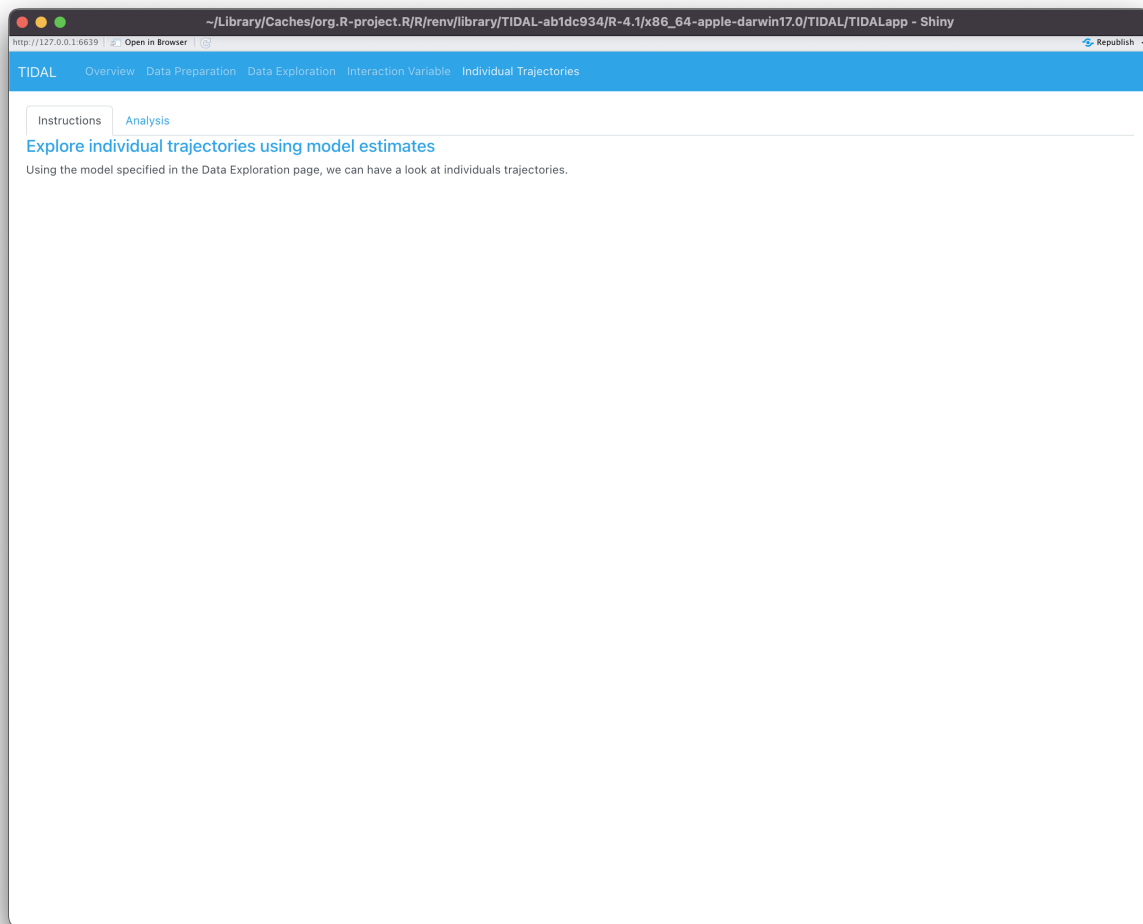 ~/Library/Caches/org.R-project.R/R/renv/library/TIDAL-ab1dc934/R-4.1/x86_64-apple-darwin17.0/TIDAL/TIDALapp - Shiny
http://127.0.0.1:6639 Open in Browser Republish
TIDAL Overview Data Preparation Data Exploration Interaction Variable Individual Trajectories
Instructions Analysis
Explore individual trajectories using model estimates
Using the model specified in the Data Exploration page, we can have a look at individuals trajectories.